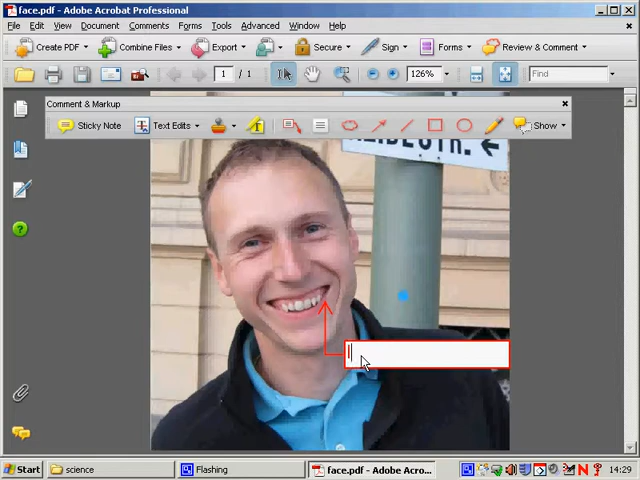 face.pdf - Adobe Acrobat Professional
File Edit View Document Comments Forms Tools Advanced Window Help
Create PDF Combine Files Export Secure Sign Forms Review & Comment
1 / 1 126% Find
Comment & Markup
Sticky Note Text Edits Show
I
Start science Flashing face.pdf - Adobe Acro... 14:29